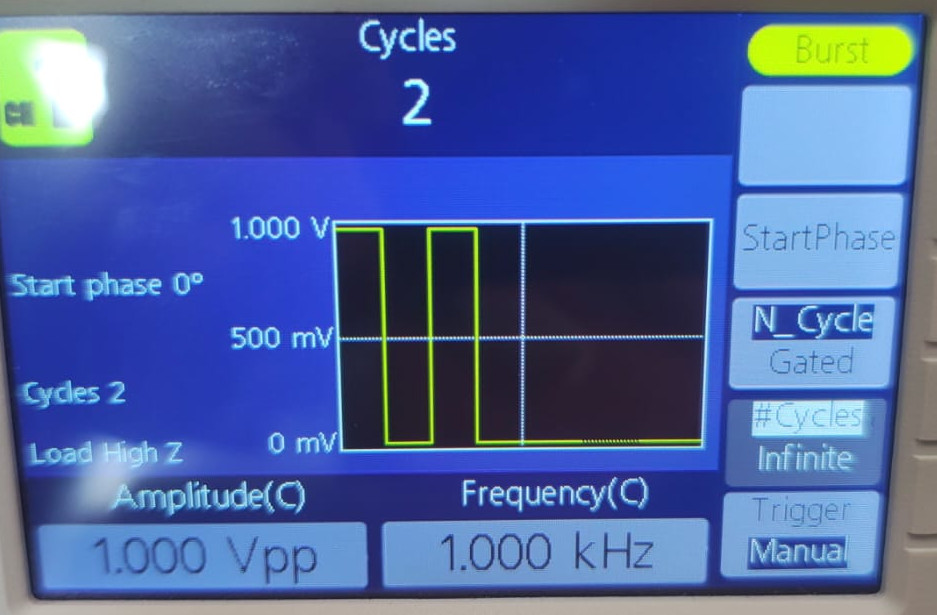 Cycles
2
Burst
StartPhase
1.000 V
Start phase 0°
500 mV
N_Cycle
Gated
Cycles 2
#Cycles
Load High Z
0 mV
Infinite
Amplitude(C)
Frequency(C)
Trigger
1.000 Vpp
1.000 kHz
Manual